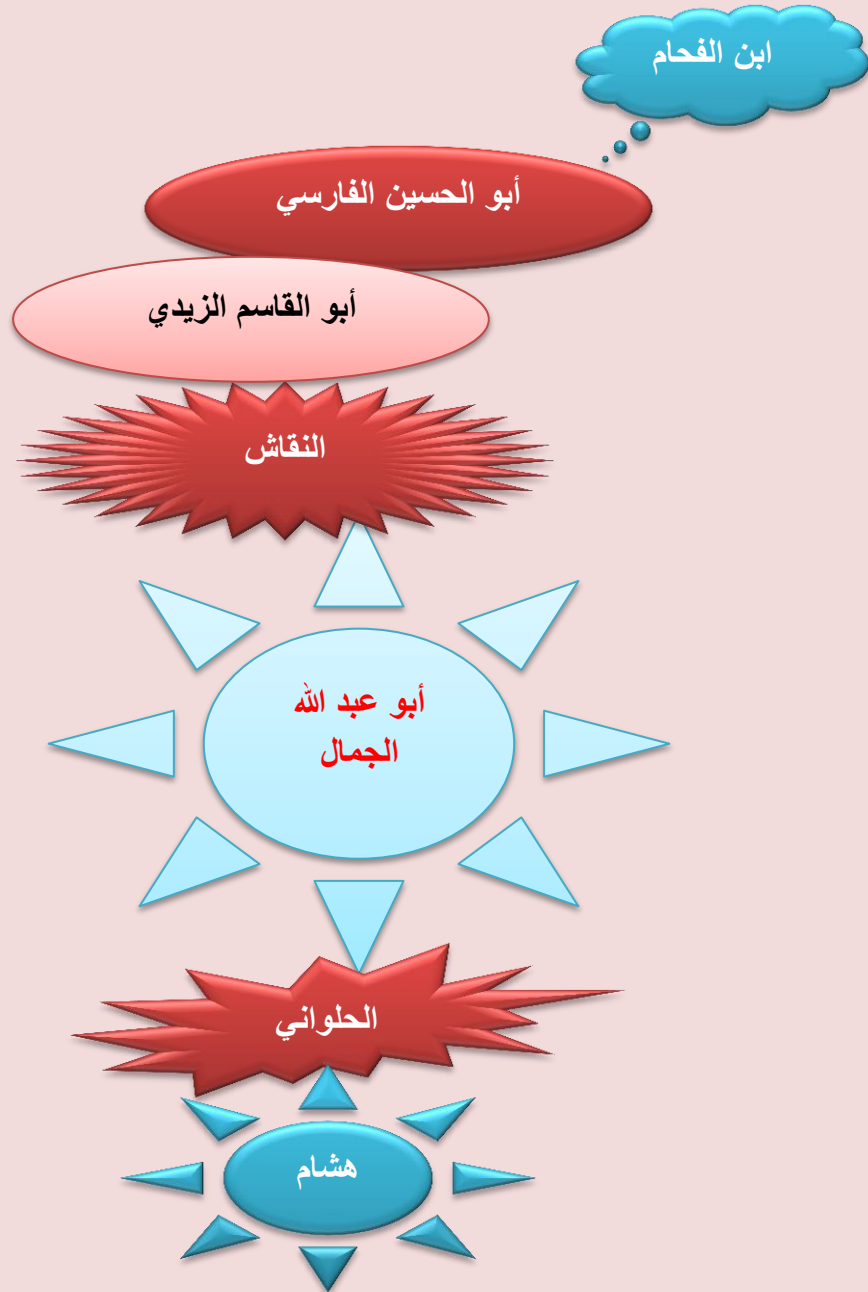 ابن الفحام
أبو الحسين الفارسي
أبو القاسم الزيدي
النقاش
أبو عبد الله
الجمال
الحلواني
هشام